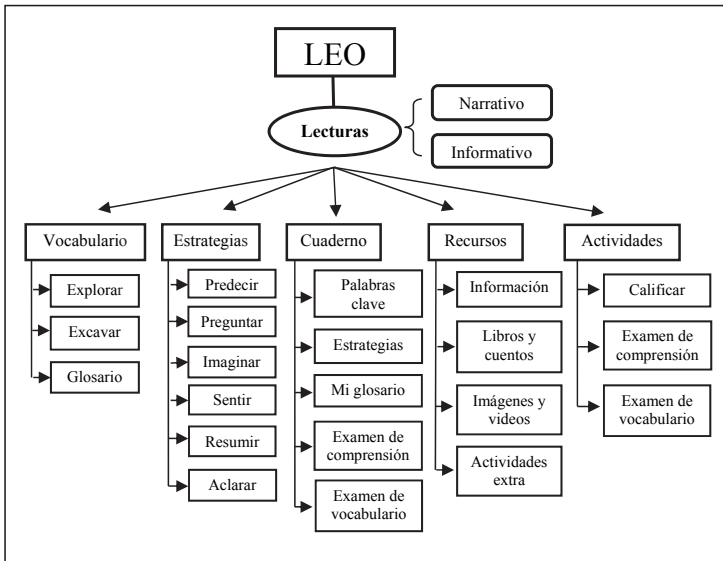 LEO
Lecturas
Narrativo
Informativo
Vocabulario
Explorar
Excavar
Glosario
Estrategias
Predecir
Preguntar
Imaginar
Sentir
Resumir
Aclarar
Cuaderno
Palabras
clave
Estrategias
Mi glosario
Examen de
comprensión
Examen de
vocabulario
Recursos
Información
Libros y
cuentos
Imágenes y
videos
Actividades
extra
Actividades
Calificar
Examen de
comprensión
Examen de
vocabulario